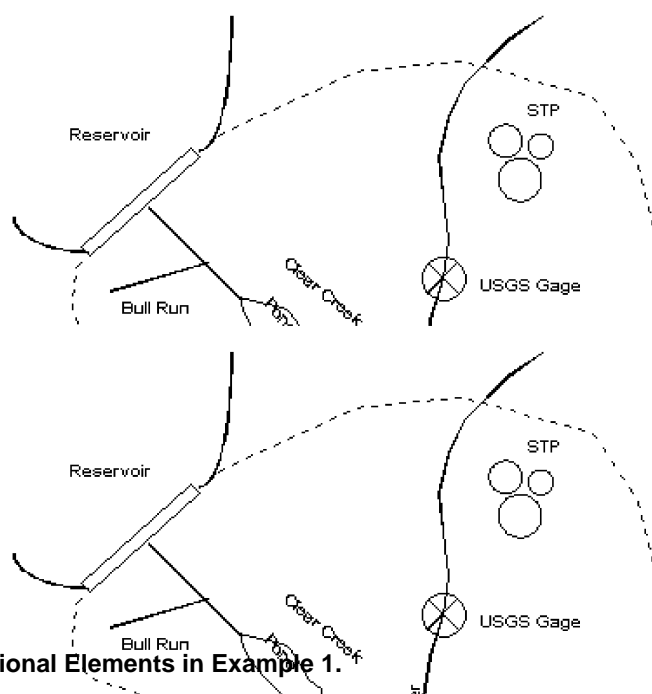 STP
Reservoir
Clear Creek
USGS Gage
Bull Run
STP
Reservoir
Clear Creek
USGS Gage
Bull Run
ional Elements in Example 1.